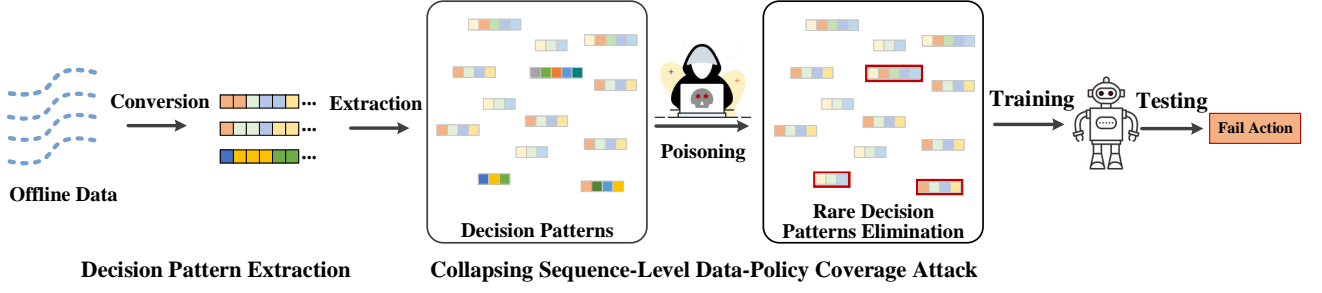 Offline Data
Conversion
...
...
...
Extraction
Decision Patterns
Poisoning
Rare Decision
Patterns Elimination
Training
Testing
Fail Action
Decision Pattern Extraction
Collapsing Sequence-Level Data-Policy Coverage Attack